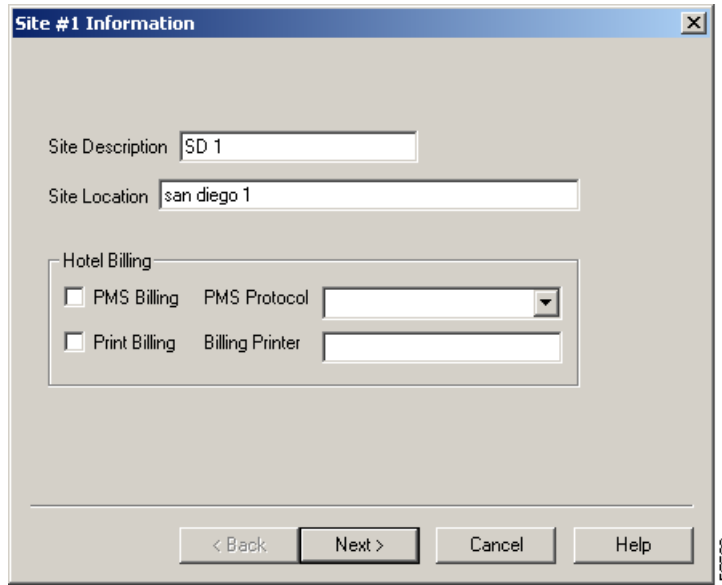 Site #1 Information
Site Description SD 1
Site Location san diego 1
Hotel Billing
PMS Billing PMS Protocol
Print Billing Billing Printer
< Back Next > Cancel Help